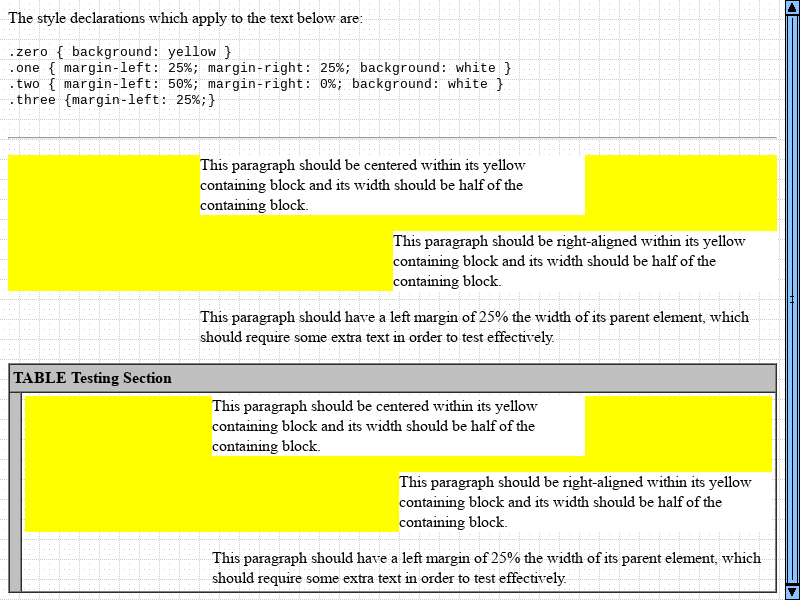 The style declarations which apply to the text below are:
.zero { background: yellow }
.one { margin-left: 25%; margin-right: 25%; background: white }
.two { margin-left: 50%; margin-right: 0%; background: white }
.three {margin-left: 25%;}
This paragraph should be centered within its yellow
containing block and its width should be half of the
containing block.
This paragraph should be right-aligned within its yellow
containing block and its width should be half of the
containing block.
This paragraph should have a left margin of 25% the width of its parent element, which
should require some extra text in order to test effectively.
TABLE Testing Section
This paragraph should be centered within its yellow
containing block and its width should be half of the
containing block.
This paragraph should be right-aligned within its yellow
containing block and its width should be half of the
containing block.
This paragraph should have a left margin of 25% the width of its parent element, which
should require some extra text in order to test effectively.